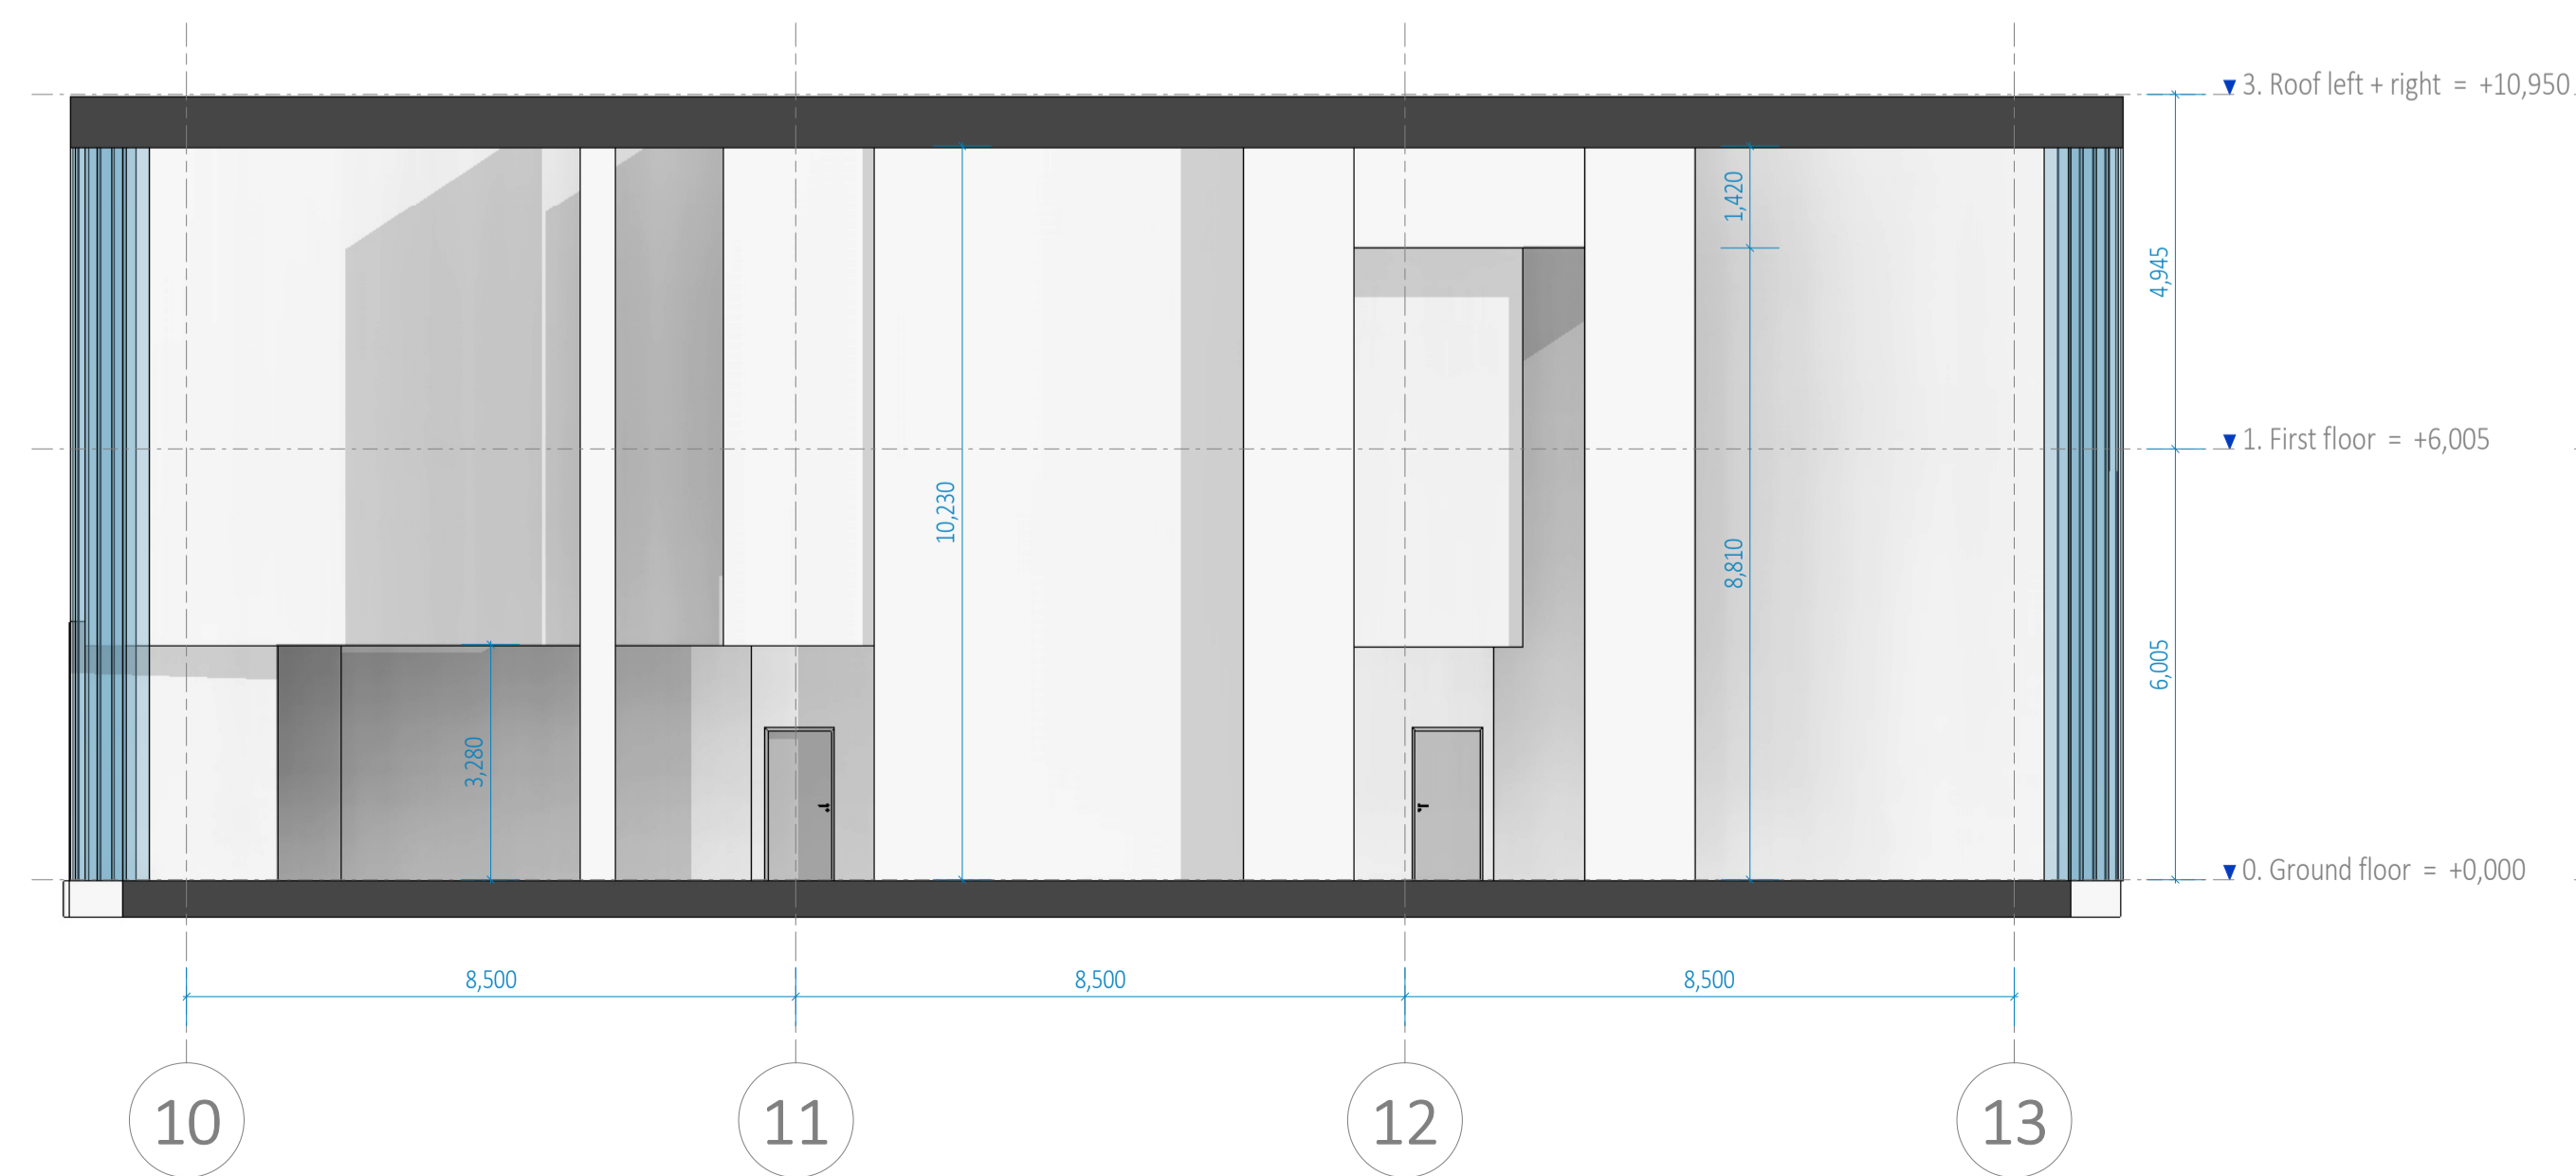 3. Roof left + right = +10,950
1,420
4,945
1. First floor = +6,005
10,230
8,810
6,005
3,280
0. Ground floor = +0,000
8,500 8,500 8,500
10 11 12 13